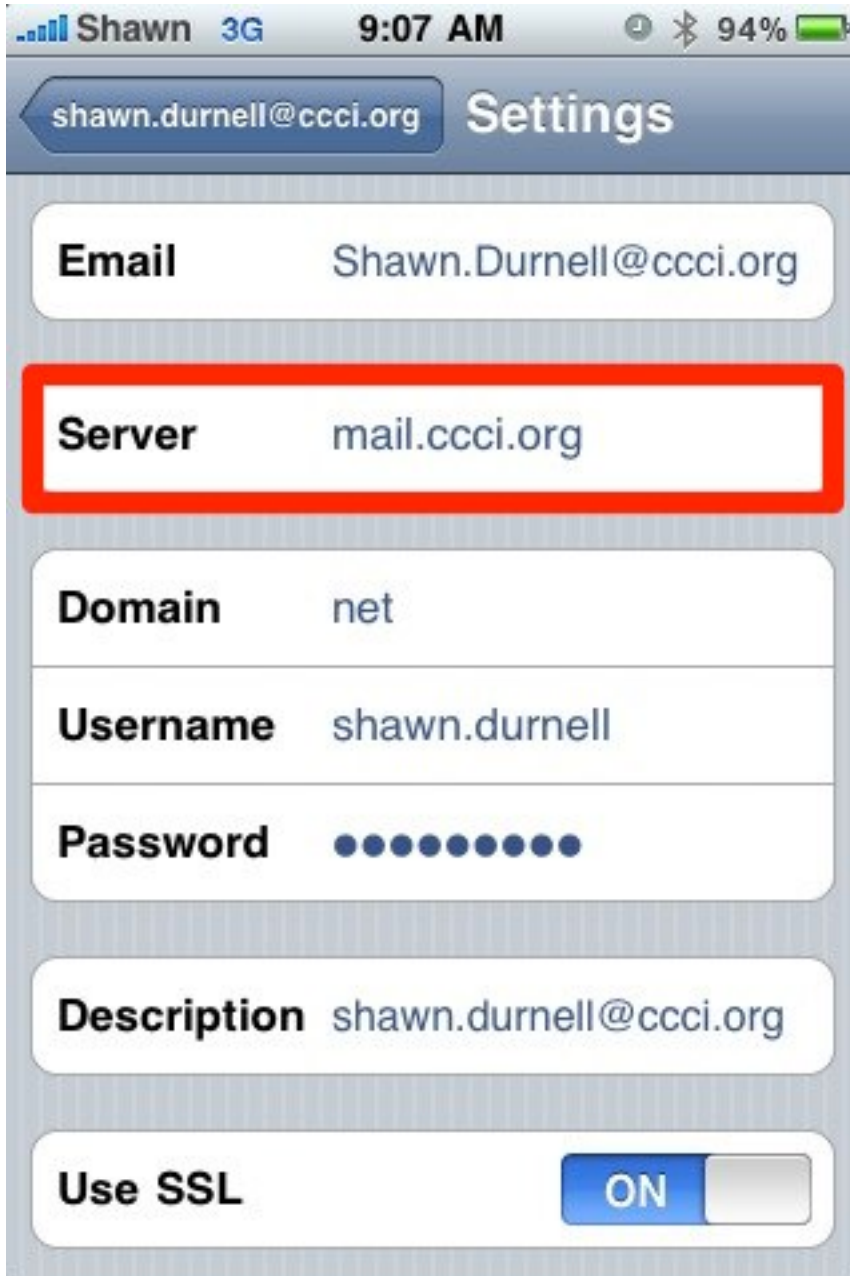 Shawn 3G 9:07 AM 94%
shawn.durnell@ccci.org Settings
Email Shawn.Durnell@ccci.org
Server mail.ccci.org
Domain net
Username shawn.durnell
Password ●●●●●●●●●
Description shawn.durnell@ccci.org
Use SSL ON